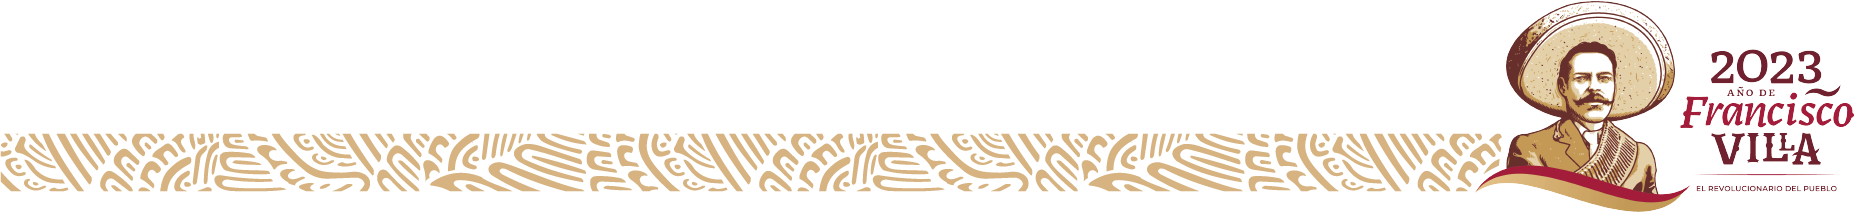 2023
AÑO DE
Francisco
VILLA
EL REVOLUCIONARIO DEL PUEBLO